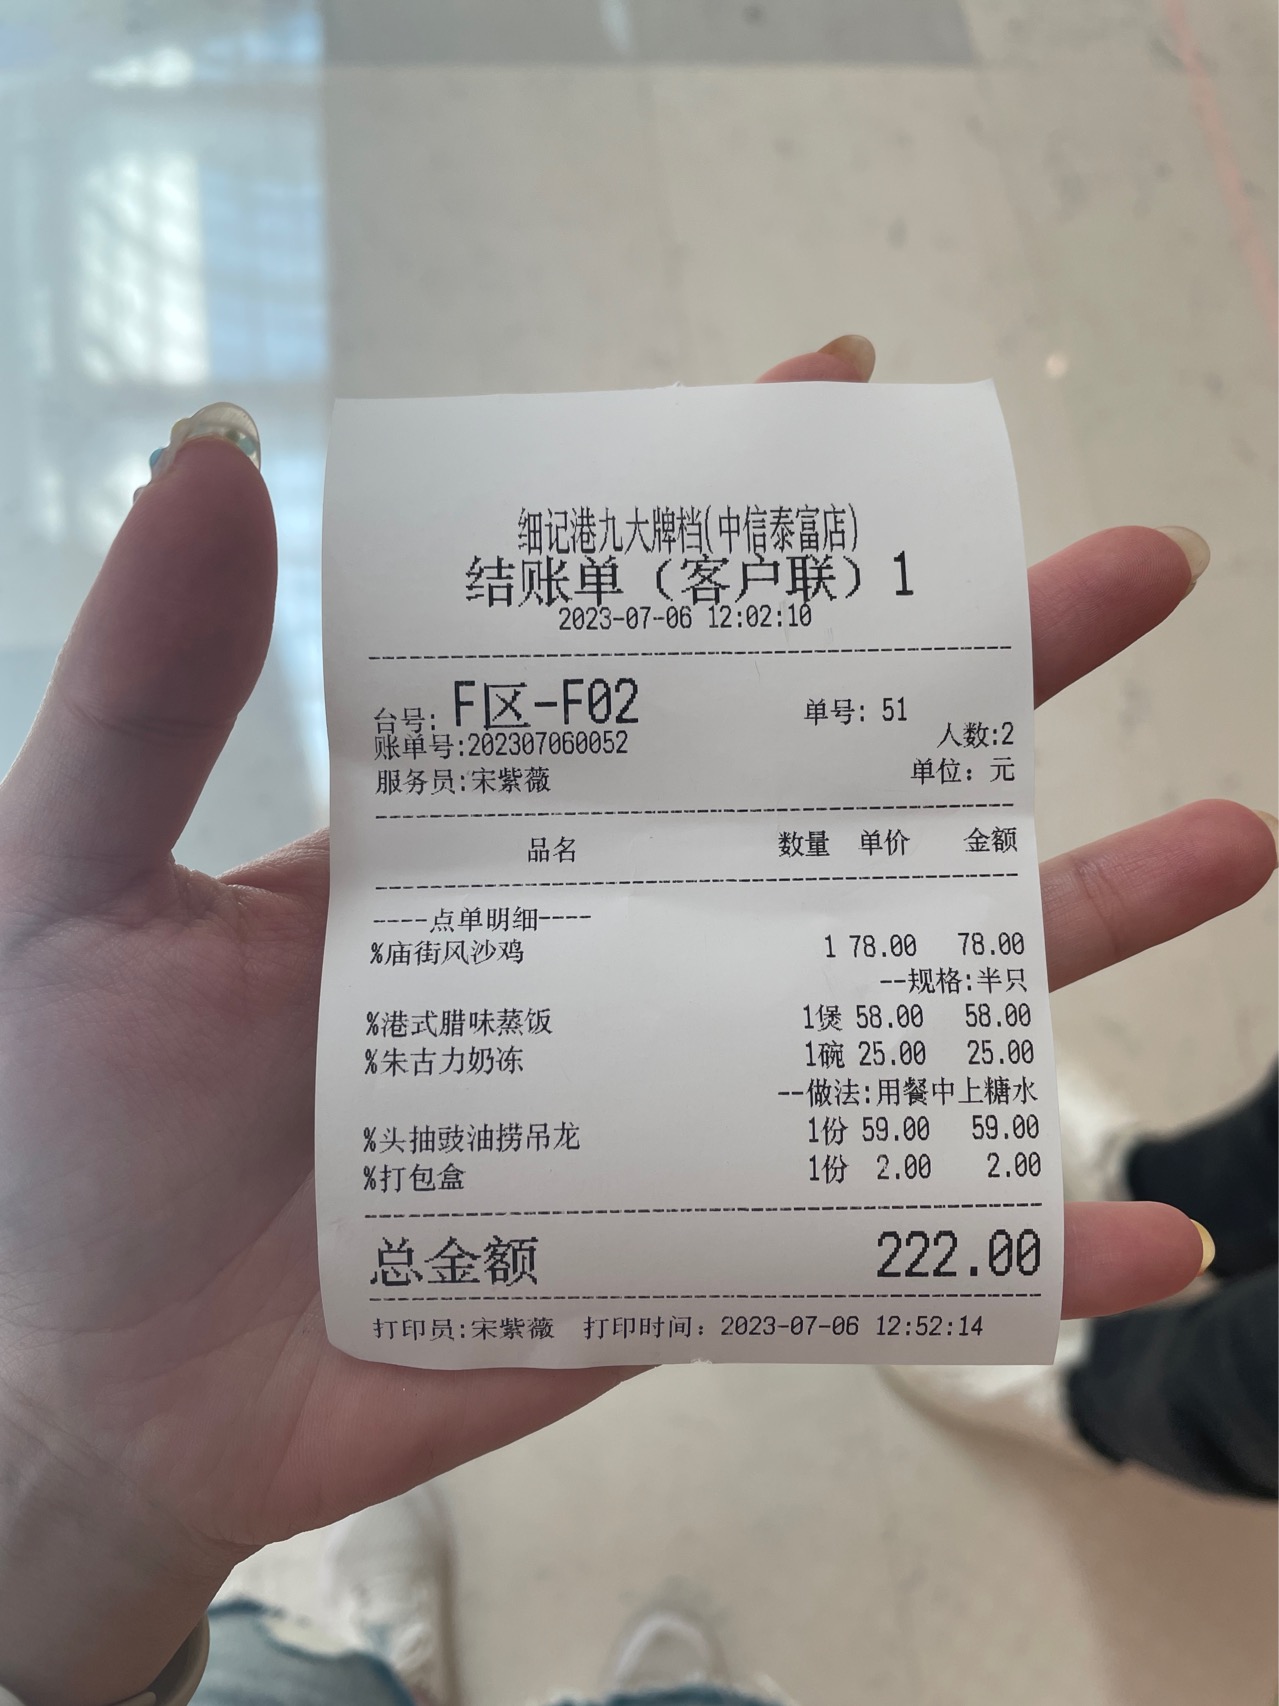 细记港九大牌档(中信泰富店)
结账单（客户联）1
2023-07-06 12:02:10
台号: F区-F02 单号: 51
账单号:202307060052 人数:2
服务员:宋紫薇 单位: 元
品名 数量 单价 金额
----点单明细----
%庙街风沙鸡 1 78.00 78.00
--规格:半只
%港式腊味蒸饭 1煲 58.00 58.00
%朱古力奶冻 1碗 25.00 25.00
--做法:用餐中上糖水
%头抽豉油捞吊龙 1份 59.00 59.00
%打包盒 1份 2.00 2.00
总金额 222.00
打印员:宋紫薇 打印时间: 2023-07-06 12:52:14